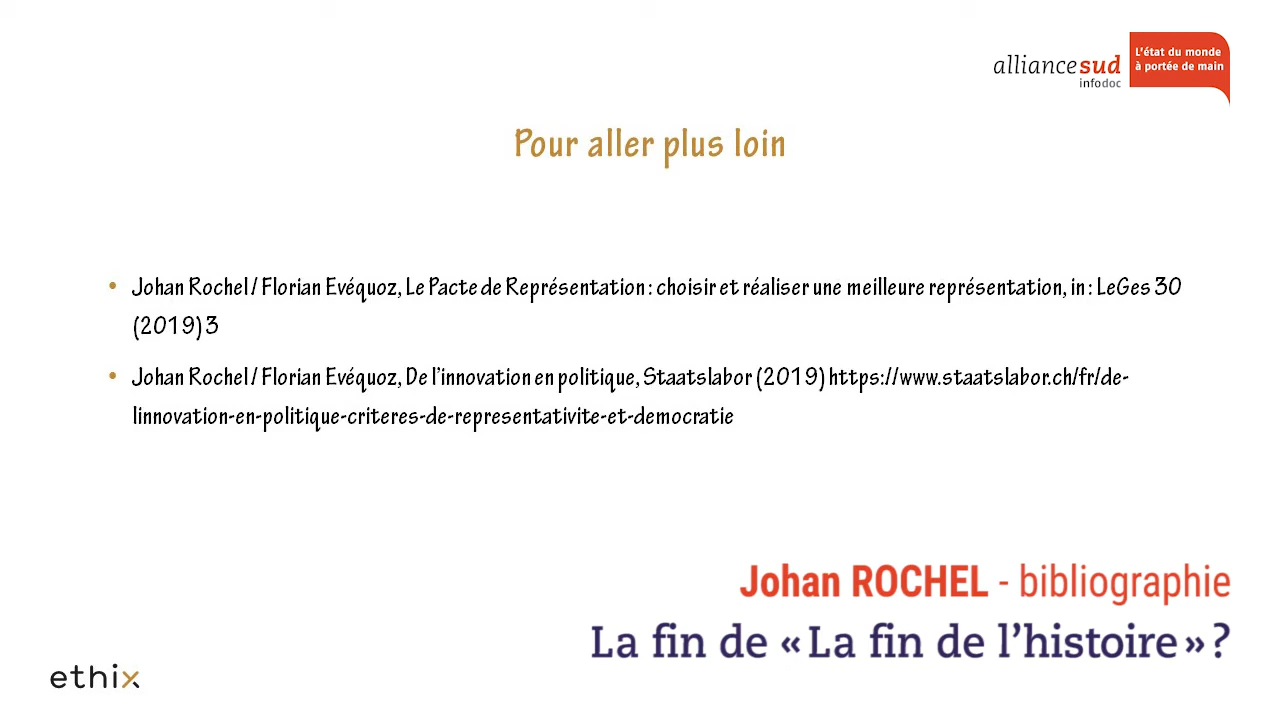 alliancesud
infodoc
L'état du monde
à portée de main
Pour aller plus loin
• Johan Rochel / Florian Evéquoz, Le Pacte de Représentation : choisir et réaliser une meilleure représentation, in : LeGes 30
(2019) 3
• Johan Rochel / Florian Evéquoz, De l'innovation en politique, Staatslabor (2019) https://www.staatslabor.ch/fr/de-
linnovation-en-politique-criteres-de-representativite-et-democratie
Johan ROCHEL - bibliographie
La fin de « La fin de l'histoire » ?
ethix